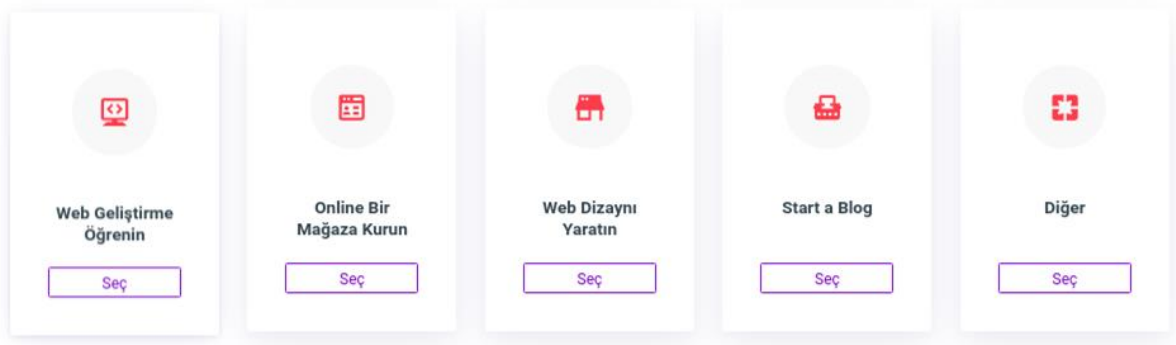 Web Geliştirme
Öğrenin
Seç
Online Bir
Mağaza Kurun
Seç
Web Dizaynı
Yaratın
Seç
Start a Blog
Seç
Diğer
Seç